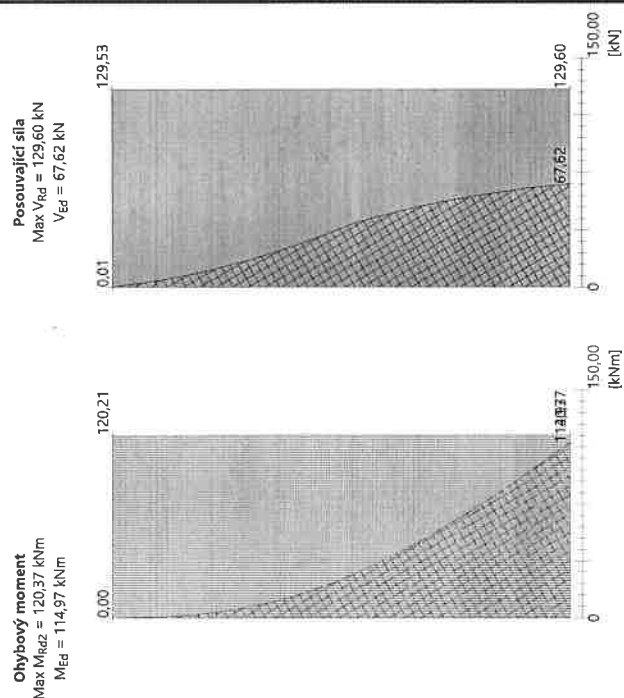 Ohybový moment
Max MRd2 = 120,37 kNm
MEd = 114,97 kNm
0,00
120,21
0
150,00
[kNm]
Posouvající síla
Max VRd = 129,60 kN
VEd = 67,62 kN
0,01
129,53
67,62
129,60
0
150,00
[kN]